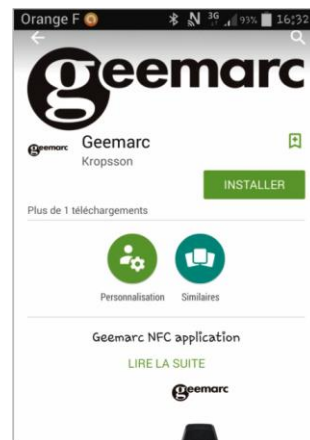 Orange F 3G 93% 16:32
geemarc
geemarc Geemarc
Kropsson
INSTALLER
Plus de 1 téléchargements
Personnalisation Similaires
Geemarc NFC application
LIRE LA SUITE
geemarc